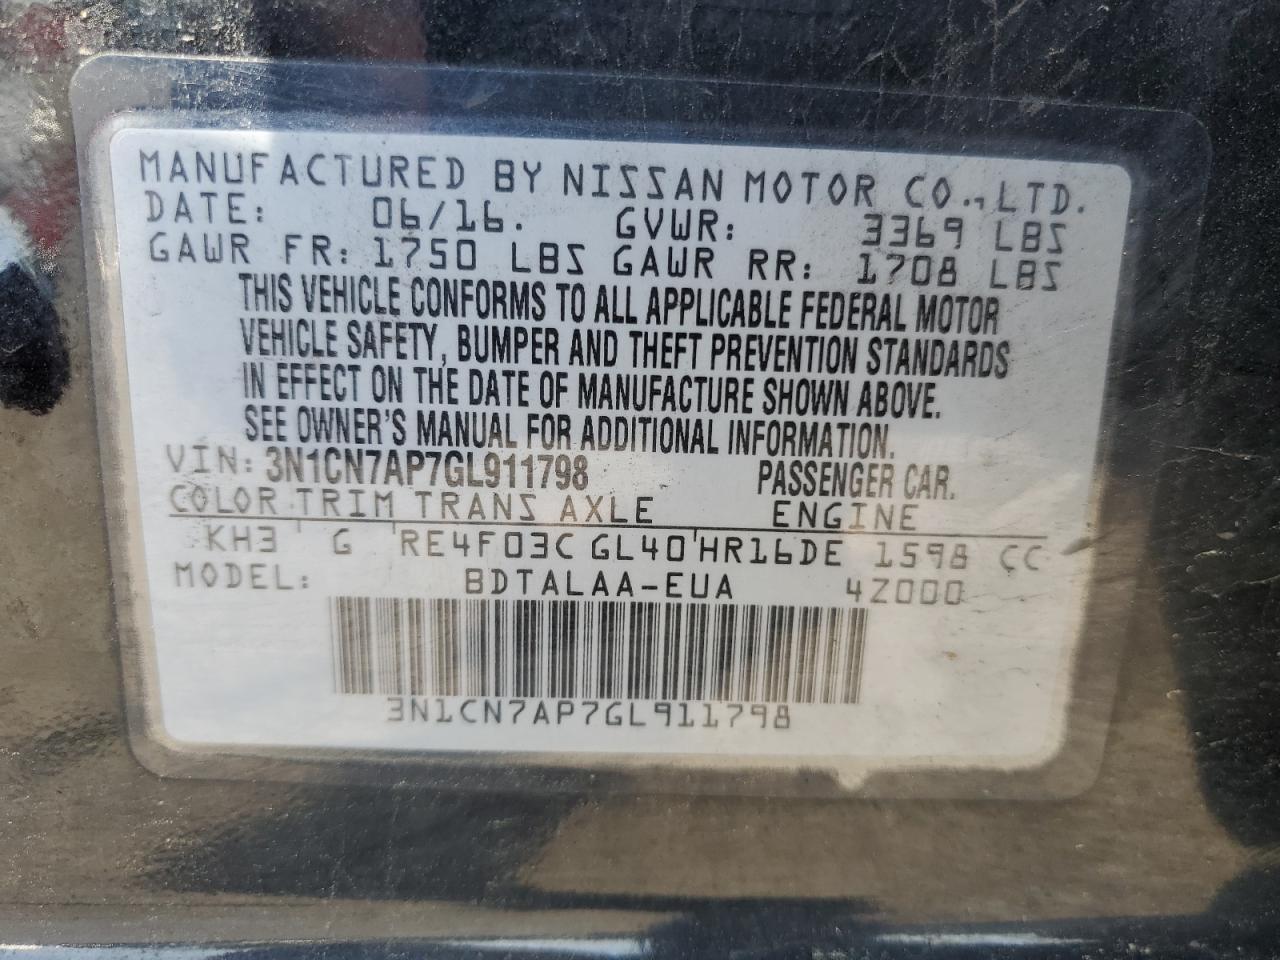 MANUFACTURED BY NISSAN MOTOR CO., LTD.
DATE: 06/16. GVWR: 3369 LBS
GAWR FR: 1750 LBS GAWR RR: 1708 LBS
THIS VEHICLE CONFORMS TO ALL APPLICABLE FEDERAL MOTOR
VEHICLE SAFETY, BUMPER AND THEFT PREVENTION STANDARDS
IN EFFECT ON THE DATE OF MANUFACTURE SHOWN ABOVE.
SEE OWNER'S MANUAL FOR ADDITIONAL INFORMATION.
VIN: 3N1CN7AP7GL911798 PASSENGER CAR.
COLOR TRIM TRANS AXLE ENGINE
KH3 G RE4F03C GL40 HR16DE 1598 CC
MODEL: BDTALAA-EUA 4Z000
3N1CN7AP7GL911798